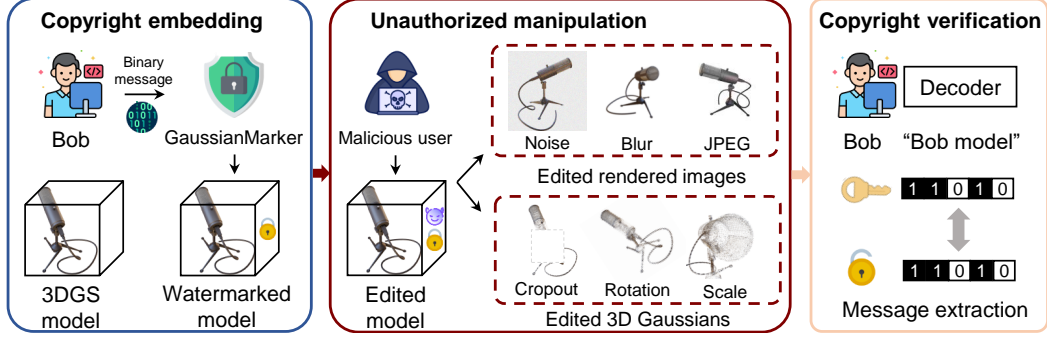 Copyright embedding
Binary
message
Bob
GaussianMarker
3DGS
model
Watermarked
model
Unauthorized manipulation
Malicious user
Edited
model
Noise
Blur
JPEG
Edited rendered images
Cropout
Rotation
Scale
Edited 3D Gaussians
Copyright verification
Decoder
Bob
“Bob model”
1 1 0 1 0
1 1 0 1 0
Message extraction